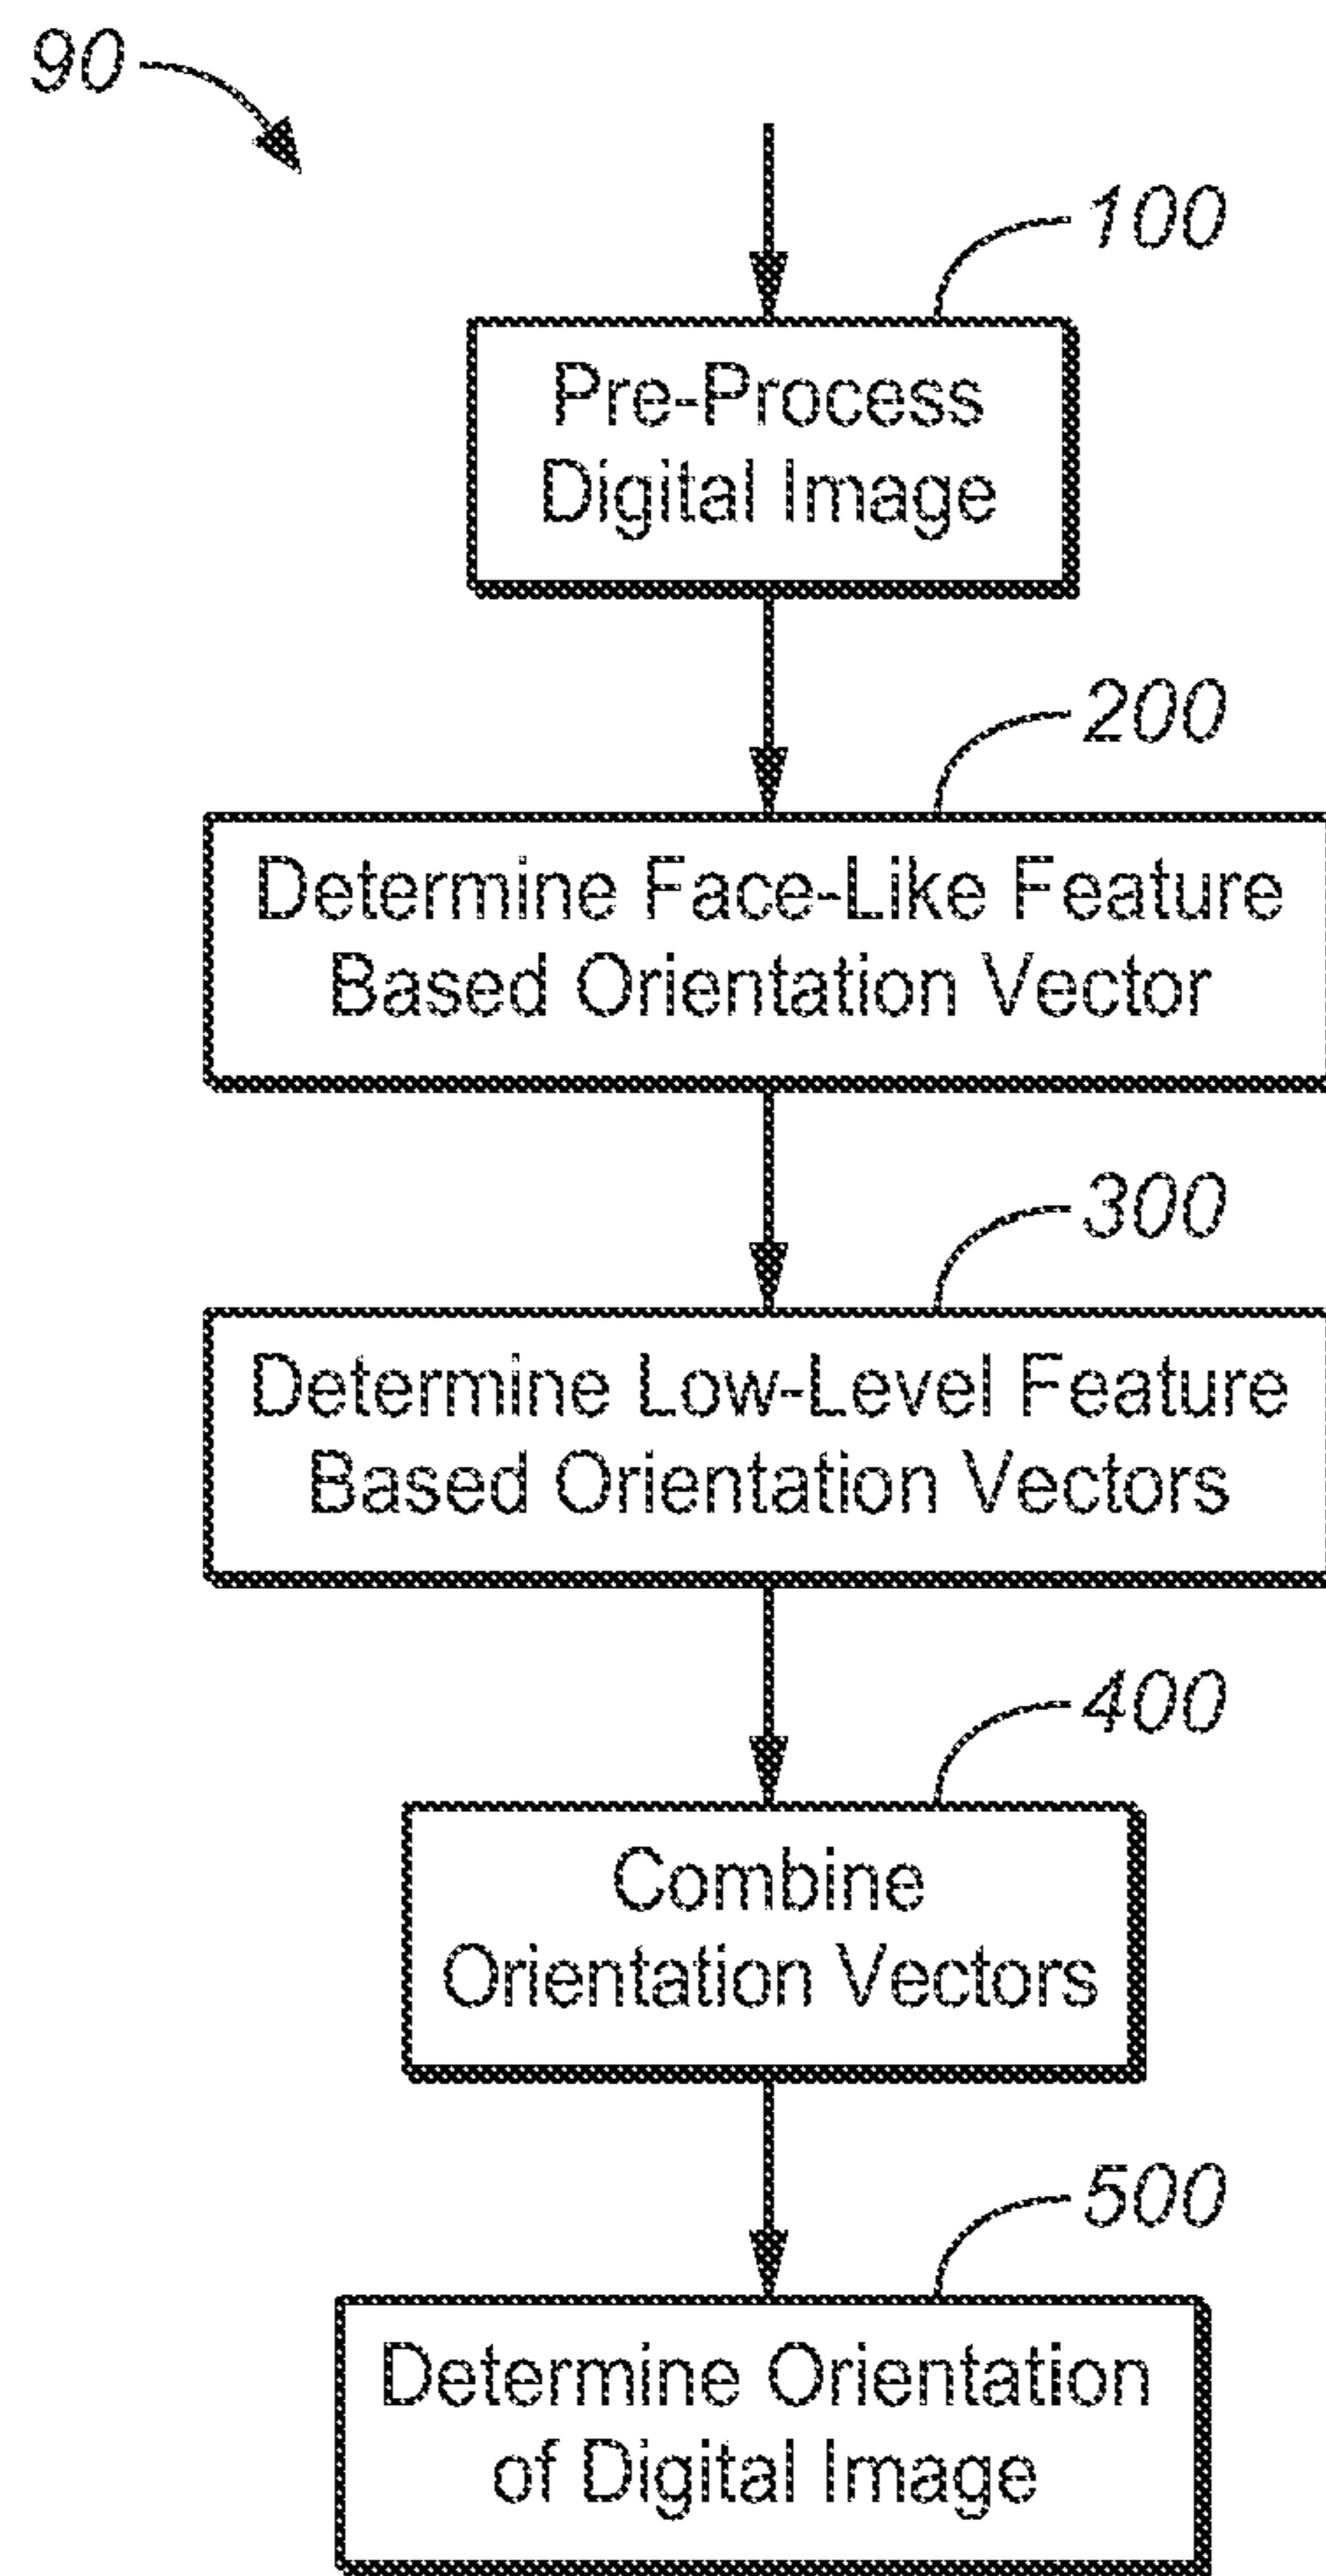 90
100
Pre-Process
Digital Image
200
Determine Face-Like Feature
Based Orientation Vector
300
Determine Low-Level Feature
Based Orientation Vectors
400
Combine
Orientation Vectors
500
Determine Orientation
of Digital Image